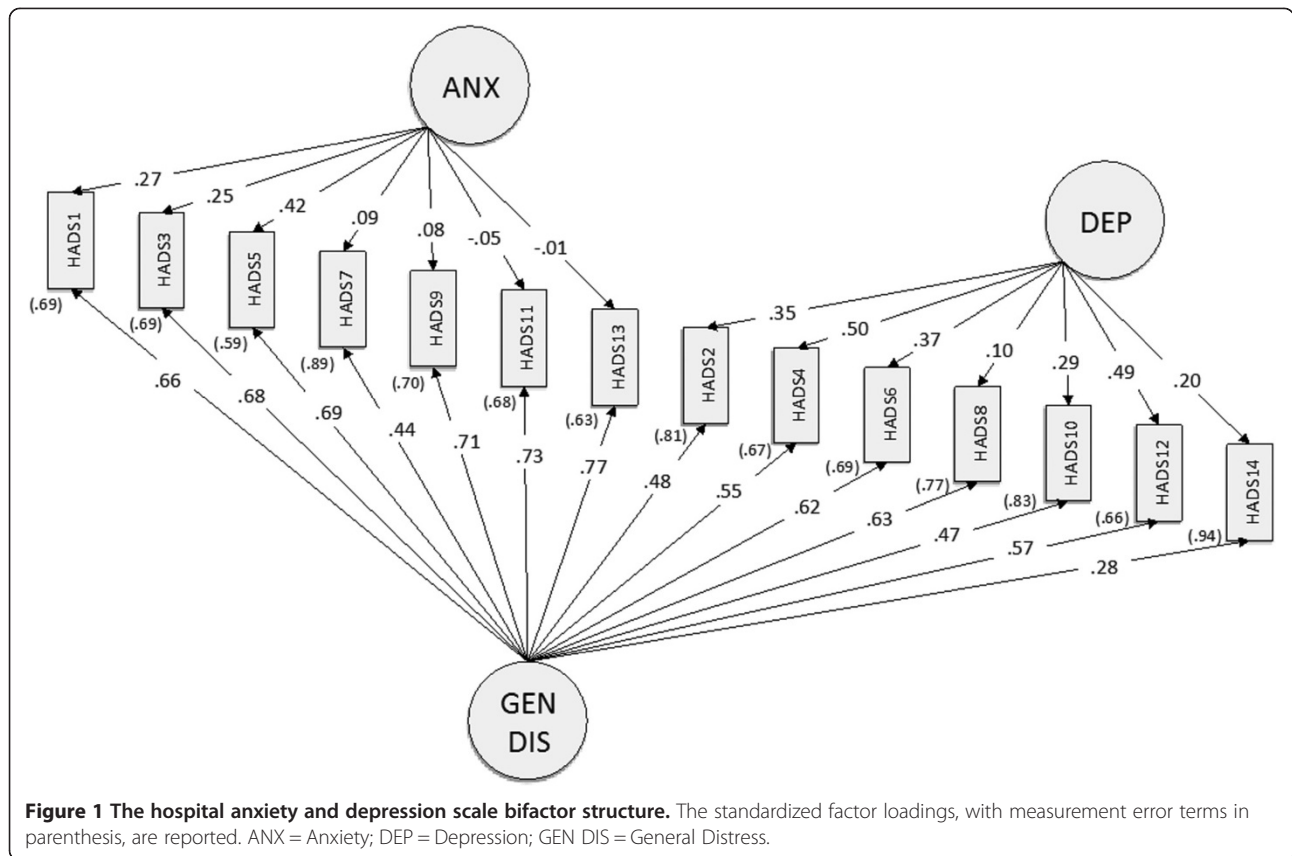 ANX
DEP
.27
.25
.42
.09
.08
-.05
-.01
.35
.50
.37
.10
.29
.49
.20
HADS1
HADS3
HADS5
HADS7
HADS9
HADS11
HADS13
HADS2
HADS4
HADS6
HADS8
HADS10
HADS12
HADS14
(.69)
(.69)
(.59)
(.89)
(.70)
(.68)
(.63)
(.81)
(.67)
(.69)
(.77)
(.83)
(.66)
(.94)
.66
.68
.69
.44
.71
.73
.77
.48
.55
.62
.63
.47
.57
.28
GEN
DIS
Figure 1 The hospital anxiety and depression scale bifactor structure. The standardized factor loadings, with measurement error terms in
parenthesis, are reported. ANX = Anxiety; DEP = Depression; GEN DIS = General Distress.